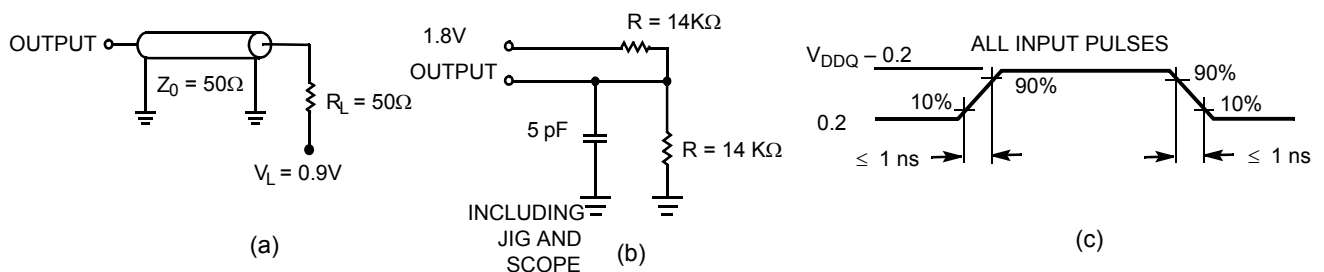 OUTPUT
Z0 = 50Ω
RL = 50Ω
VL = 0.9V
(a)
R = 14KΩ
1.8V
OUTPUT
5 pF
R = 14 KΩ
INCLUDING
JIG AND
SCOPE
(b)
ALL INPUT PULSES
VDDQ – 0.2
90%
90%
10%
10%
0.2
≤ 1 ns
≤ 1 ns
(c)